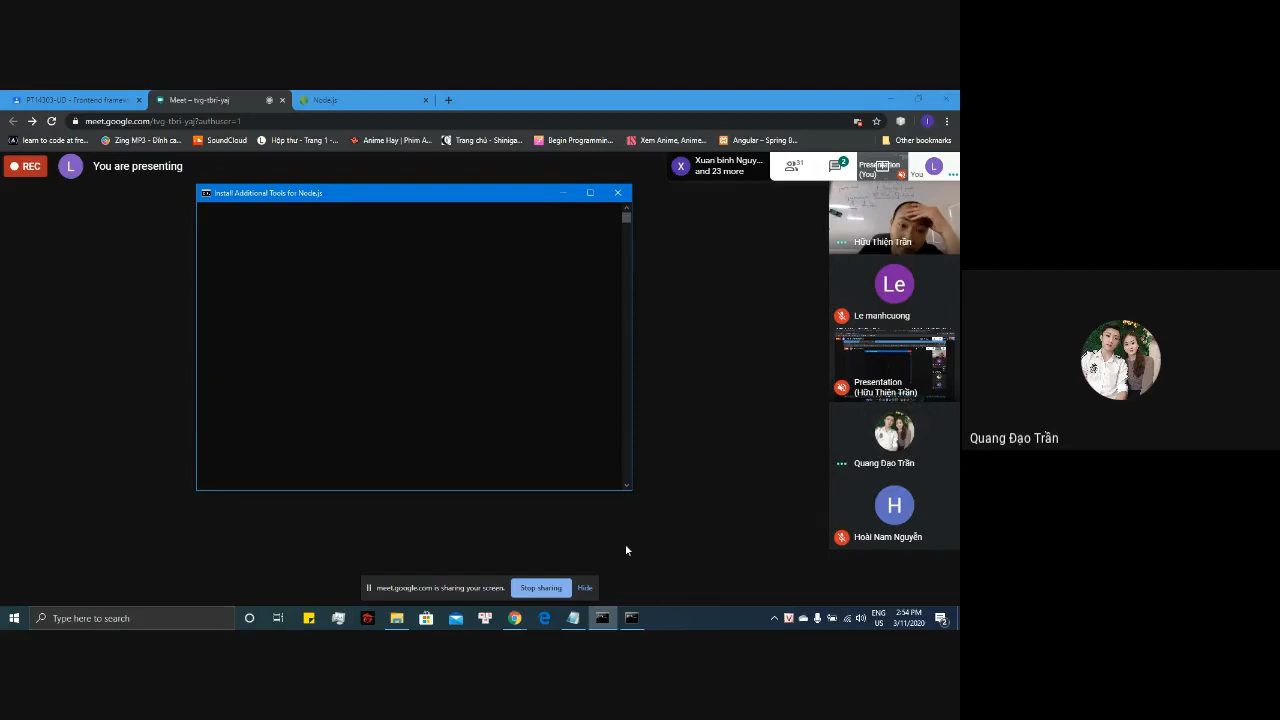 PT14303-UD - Frontend framew
Meet – tvg-tbri-yaj
Node.js
meet.google.com/tvg-tbri-yaj?authuser=1
learn to code at fre...
Zing MP3 - Đỉnh ca...
SoundCloud
Hộp thư - Trang 1 -...
Anime Hay | Phim A...
Trang chủ - Shiniga...
Begin Programmin...
Xem Anime, Anime...
Angular – Spring B...
Other bookmarks
REC
L
You are presenting
X
Xuan binh Nguy...
and 23 more
31
2
Presentation
(You)
L
You
Install Additional Tools for Node.js
Hữu Thiện Trần
Le
Le manhcuong
Presentation
(Hữu Thiện Trần)
Quang Đạo Trần
H
Hoài Nam Nguyễn
Quang Đạo Trần
meet.google.com is sharing your screen.
Stop sharing
Hide
Type here to search
ENG
US
2:54 PM
3/11/2020
2